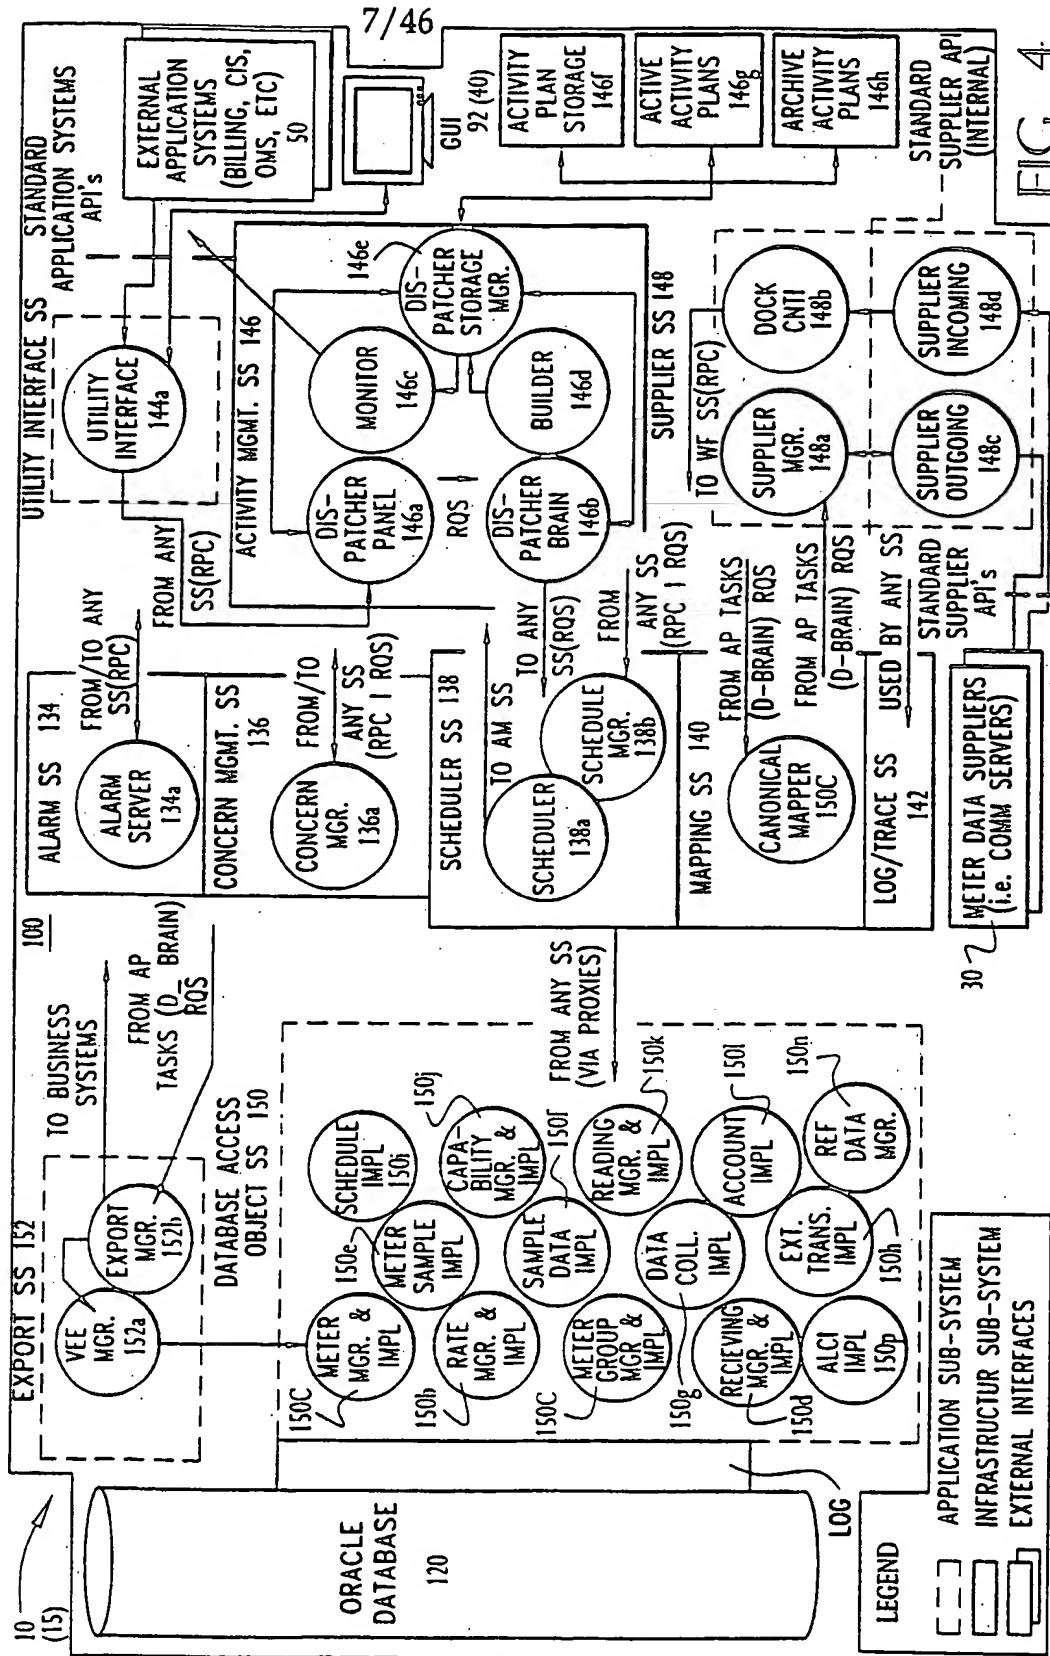 7/46
10
(15)
ORACLE
DATABASE
120
LOG
LEGEND
APPLICATION SUB-SYSTEM
INFRASTRUCTUR SUB-SYSTEM
EXTERNAL INTERFACES
EXPORT SS 152
VEE
MGR.
152a
EXPORT
MGR.
152b
TO BUSINESS
SYSTEMS
FROM AP
TASKS (D_ BRAIN)
RQS
100
DATABASE ACCESS
OBJECT SS 150
METER
MGR. &
IMPL
150C
RATE
MGR. &
IMPL
150b
METER
GROUP
MGR &
IMPL
150C
RECIEVING
MGR. &
IMPL
150d
ALCI
IMPL
150p
150e
METER
SAMPLE
IMPL
SAMPLE
DATA
IMPL
150f
DATA
COLL.
IMPL
150g
EXT.
TRANS.
IMPL
150h
SCHEDULE
IMPL
150i
CAPA-
BILITY
MGR. &
IMPL
150j
READING
MGR. &
IMPL
150k
ACCOUNT
IMPL
150l
REF
DATA
MGR.
150n
FROM ANY SS
(VIA PROXIES)
ALARM SS 134
ALARM
SERVER
134a
FROM/TO ANY
SS(RPC)
CONCERN MGMT. SS
136
CONCERN
MGR.
136a
FROM/TO
ANY SS
(RPC | RQS)
SCHEDULER SS 138
SCHEDULER
138a
SCHEDULE
MGR.
138b
TO AM SS
TO ANY
SS(RQS)
FROM
ANY SS
(RPC | RQS)
MAPPING SS 140
CANONICAL
MAPPER
150C
FROM AP TASKS
(D-BRAIN) RQS
LOG/TRACE SS
142
USED BY ANY SS
30
METER DATA SUPPLIERS
(i.e. COMM SERVERS)
STANDARD
SUPPLIER
API's
UTILITY INTERFACE SS
UTILITY
INTERFACE
144a
FROM ANY
SS(RPC)
STANDARD
APPLICATION SYSTEMS
API's
EXTERNAL
APPLICATION
SYSTEMS
(BILLING, CIS,
OMS, ETC)
50
GUI
92 (40)
ACTIVITY MGMT. SS 146
DIS-
PATCHER
PANEL
146a
RQS
DIS-
PATCHER
BRAIN
146b
MONITOR
146c
BUILDER
146d
DIS-
PATCHER
STORAGE
MGR.
146e
ACTIVITY
PLAN
STORAGE
146f
ACTIVE
ACTIVITY
PLANS
146g
ARCHIVE
ACTIVITY
PLANS
146h
SUPPLIER SS 148
TO WF SS(RPC)
FROM AP TASKS
(D-BRAIN) RQS
SUPPLIER
MGR.
148a
DOCK
CNTI
148b
SUPPLIER
OUTGOING
148c
SUPPLIER
INCOMING
148d
STANDARD
SUPPLIER API
(INTERNAL)
FIG. 4